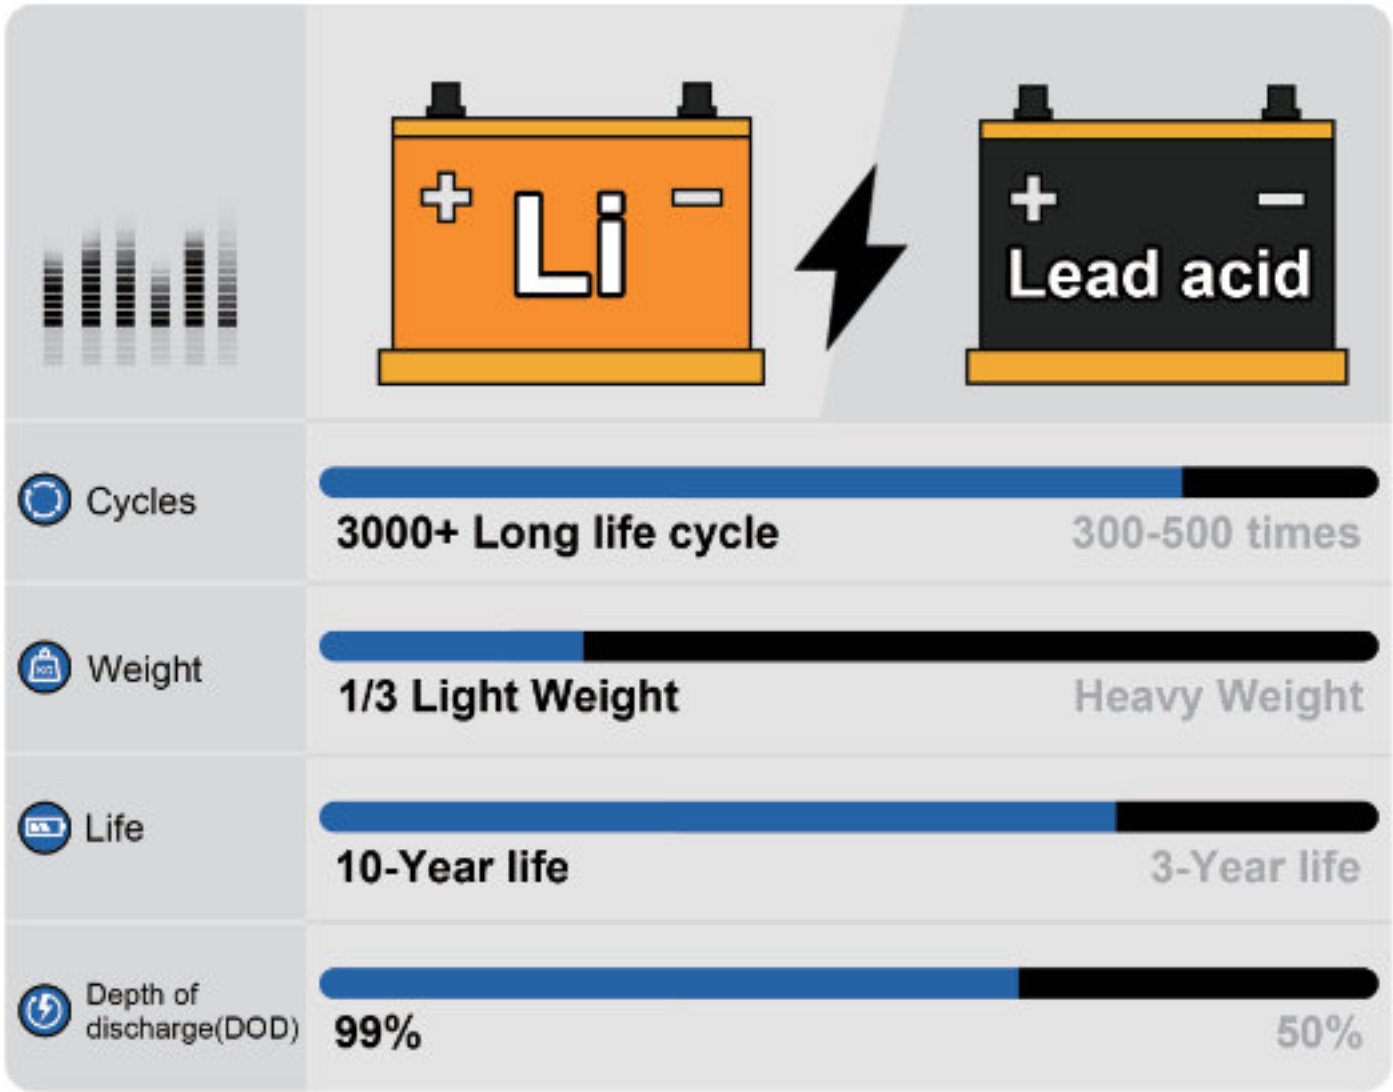 + Li −
+ −
Lead acid
Cycles
3000+ Long life cycle 300-500 times
Weight
1/3 Light Weight Heavy Weight
Life
10-Year life 3-Year life
Depth of
discharge(DOD)
99% 50%